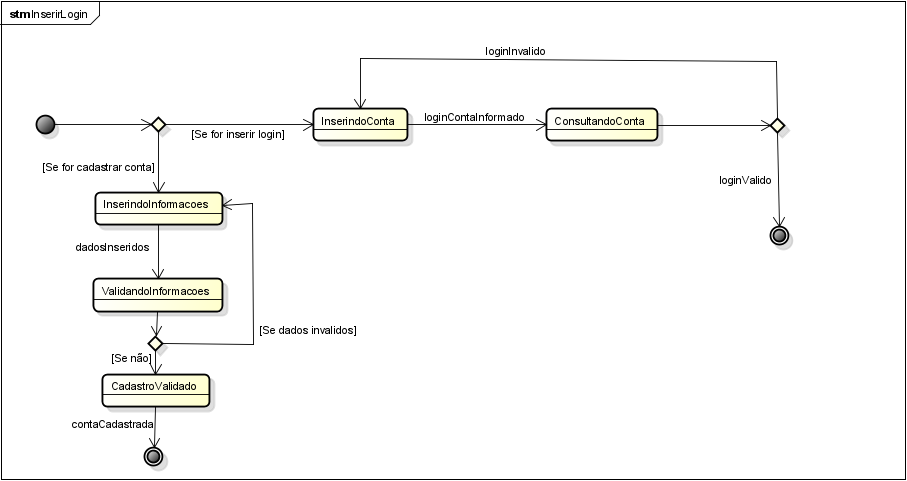 stm InserirLogin
loginInvalido
InserindoConta
loginContaInformado
ConsultandoConta
[Se for inserir login]
[Se for cadastrar conta]
loginValido
InserindoInformacoes
dadosInseridos
ValidandoInformacoes
[Se dados invalidos]
[Se não]
CadastroValidado
contaCadastrada